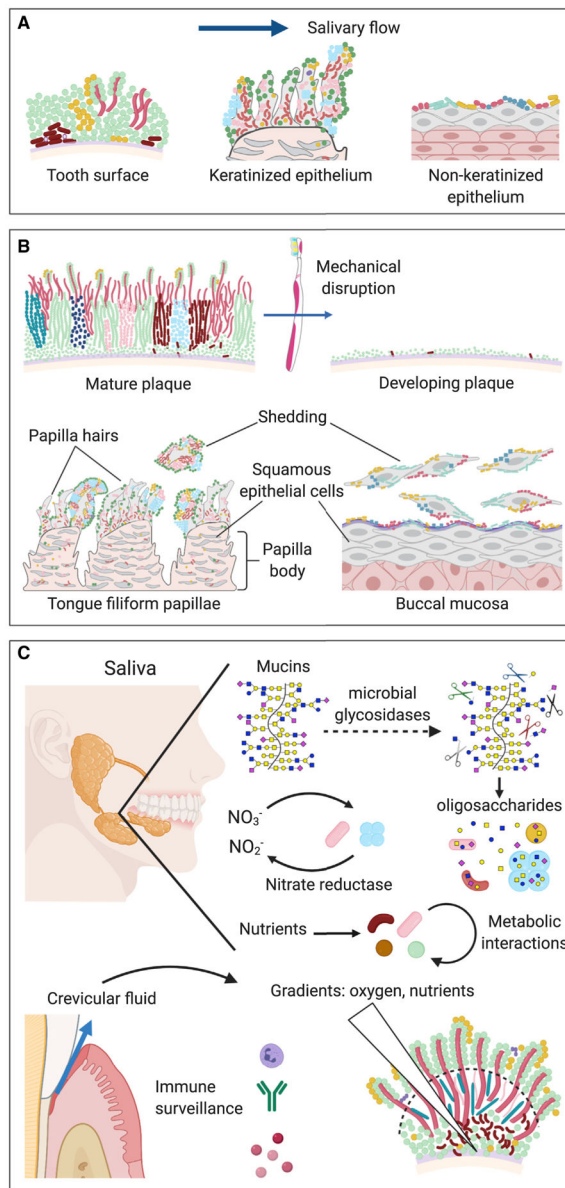 A
Salivary flow
Tooth surface
Keratinized epithelium
Non-keratinized
epithelium
B
Mechanical
disruption
Mature plaque
Developing plaque
Shedding
Papilla hairs
Squamous
epithelial cells
Papilla
body
Tongue filiform papillae
Buccal mucosa
C
Saliva
Mucins
microbial
glycosidases
oligosaccharides
NO₃⁻
NO₂⁻
Nitrate reductase
Nutrients
Metabolic
interactions
Crevicular fluid
Gradients: oxygen, nutrients
Immune
surveillance